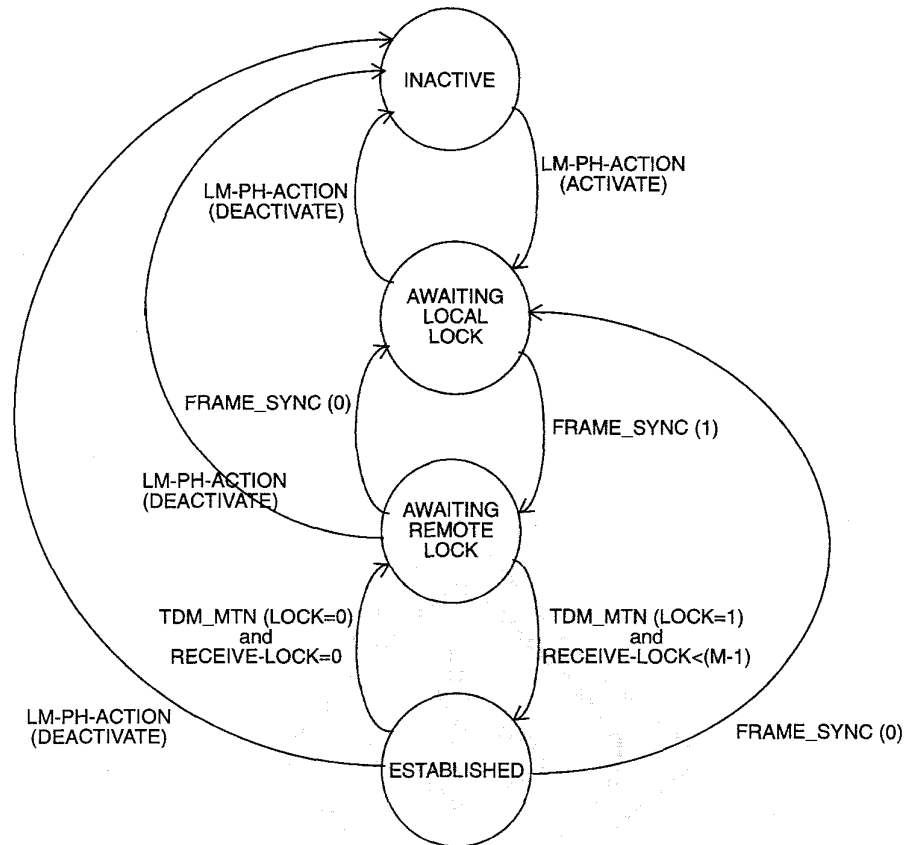 INACTIVE
LM-PH-ACTION
(DEACTIVATE)
LM-PH-ACTION
(ACTIVATE)
AWAITING
LOCAL
LOCK
FRAME_SYNC (0)
FRAME_SYNC (1)
LM-PH-ACTION
(DEACTIVATE)
AWAITING
REMOTE
LOCK
TDM_MTN (LOCK=0)
and
RECEIVE-LOCK=0
TDM_MTN (LOCK=1)
and
RECEIVE-LOCK<(M-1)
LM-PH-ACTION
(DEACTIVATE)
FRAME_SYNC (0)
ESTABLISHED